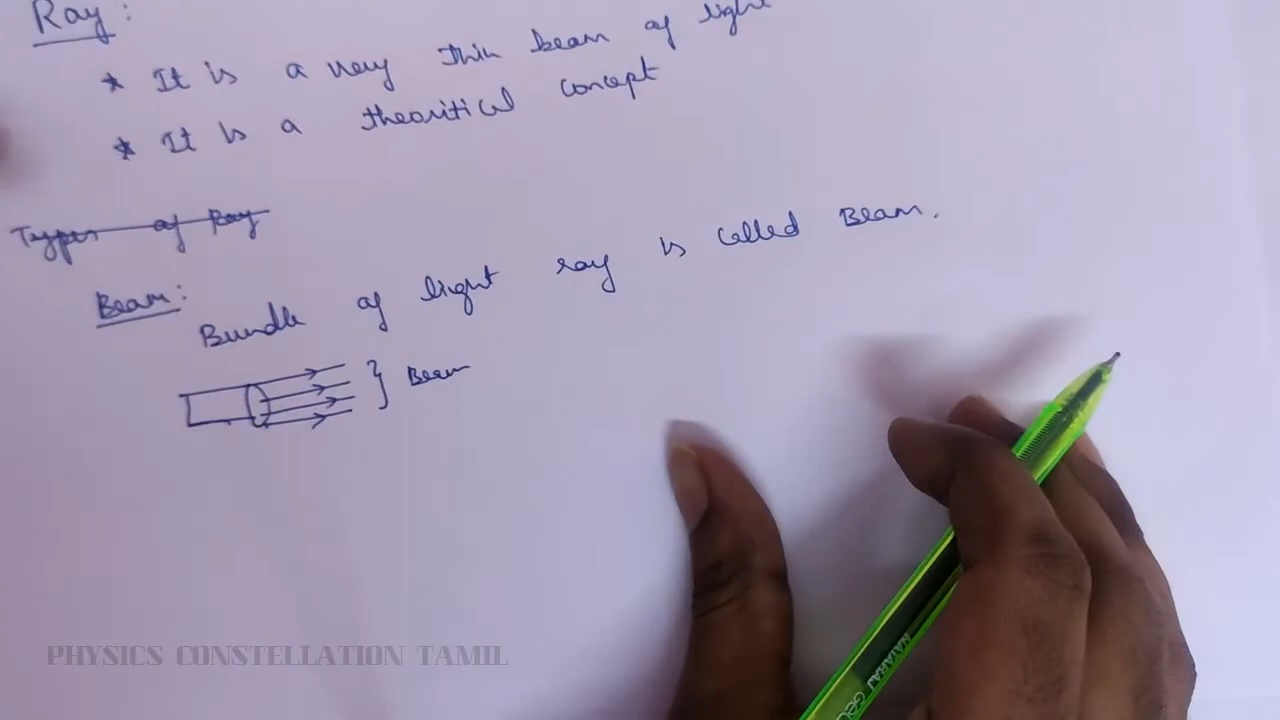 Ray:
* It is a very thin beam of light
* It is a theoritical concept
Types of Ray
Beam:
Bundle of light ray is called Beam.
} Beam
PHYSICS CONSTELLATION TAMIL
NATARAJ